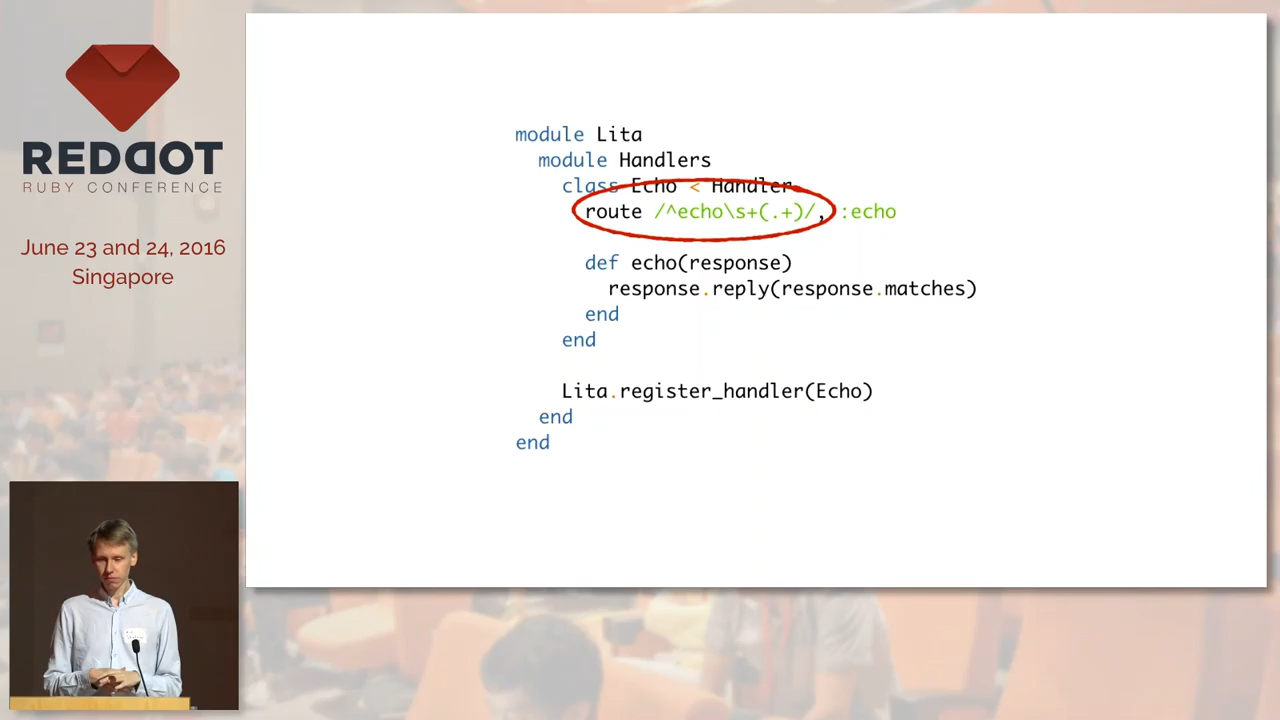 REDDOT
RUBY CONFERENCE
June 23 and 24, 2016
Singapore
module Lita
module Handlers
class Echo < Handler
route /^echo\s+(.+)/, :echo
def echo(response)
response.reply(response.matches)
end
end
Lita.register_handler(Echo)
end
end